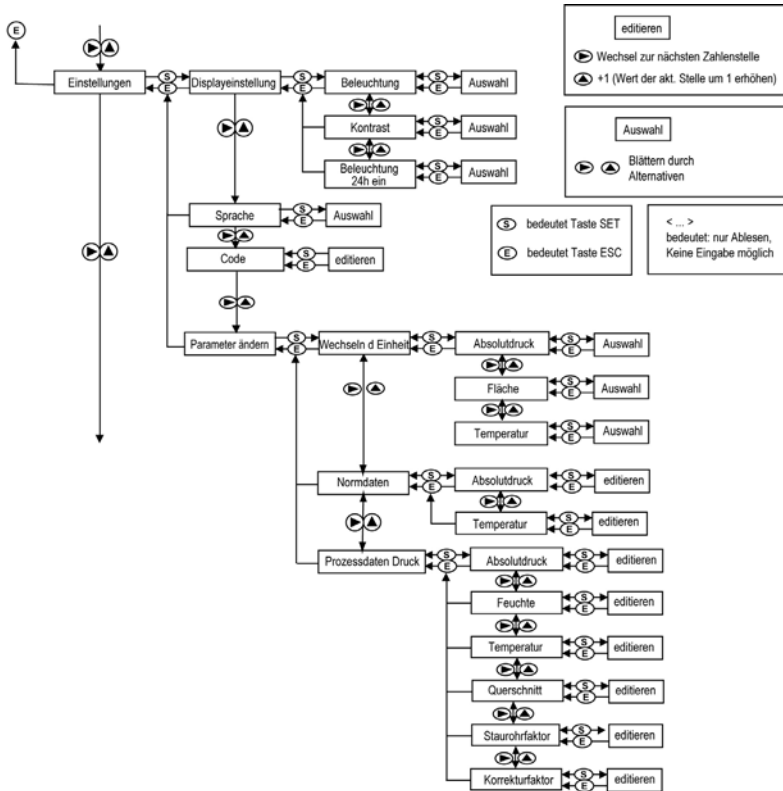 E
editieren
Wechsel zur nächsten Zahlenstelle
+1 (Wert der akt. Stelle um 1 erhöhen)
Einstellungen S E Displayeinstellung S E Beleuchtung S E Auswahl
Kontrast S E Auswahl
Beleuchtung
24h ein S E Auswahl
Auswahl
Blättern durch
Alternativen
Sprache S E Auswahl
Code S E editieren
S bedeutet Taste SET
E bedeutet Taste ESC
< ... >
bedeutet: nur Ablesen,
Keine Eingabe möglich
Parameter ändern S E Wechseln d Einheit S E Absolutdruck S E Auswahl
Fläche S E Auswahl
Temperatur S E Auswahl
Normdaten S E Absolutdruck S E editieren
Temperatur S E editieren
Prozessdaten Druck S E Absolutdruck S E editieren
Feuchte S E editieren
Temperatur S E editieren
Querschnitt S E editieren
Staurohrfaktor S E editieren
Korrekturfaktor S E editieren